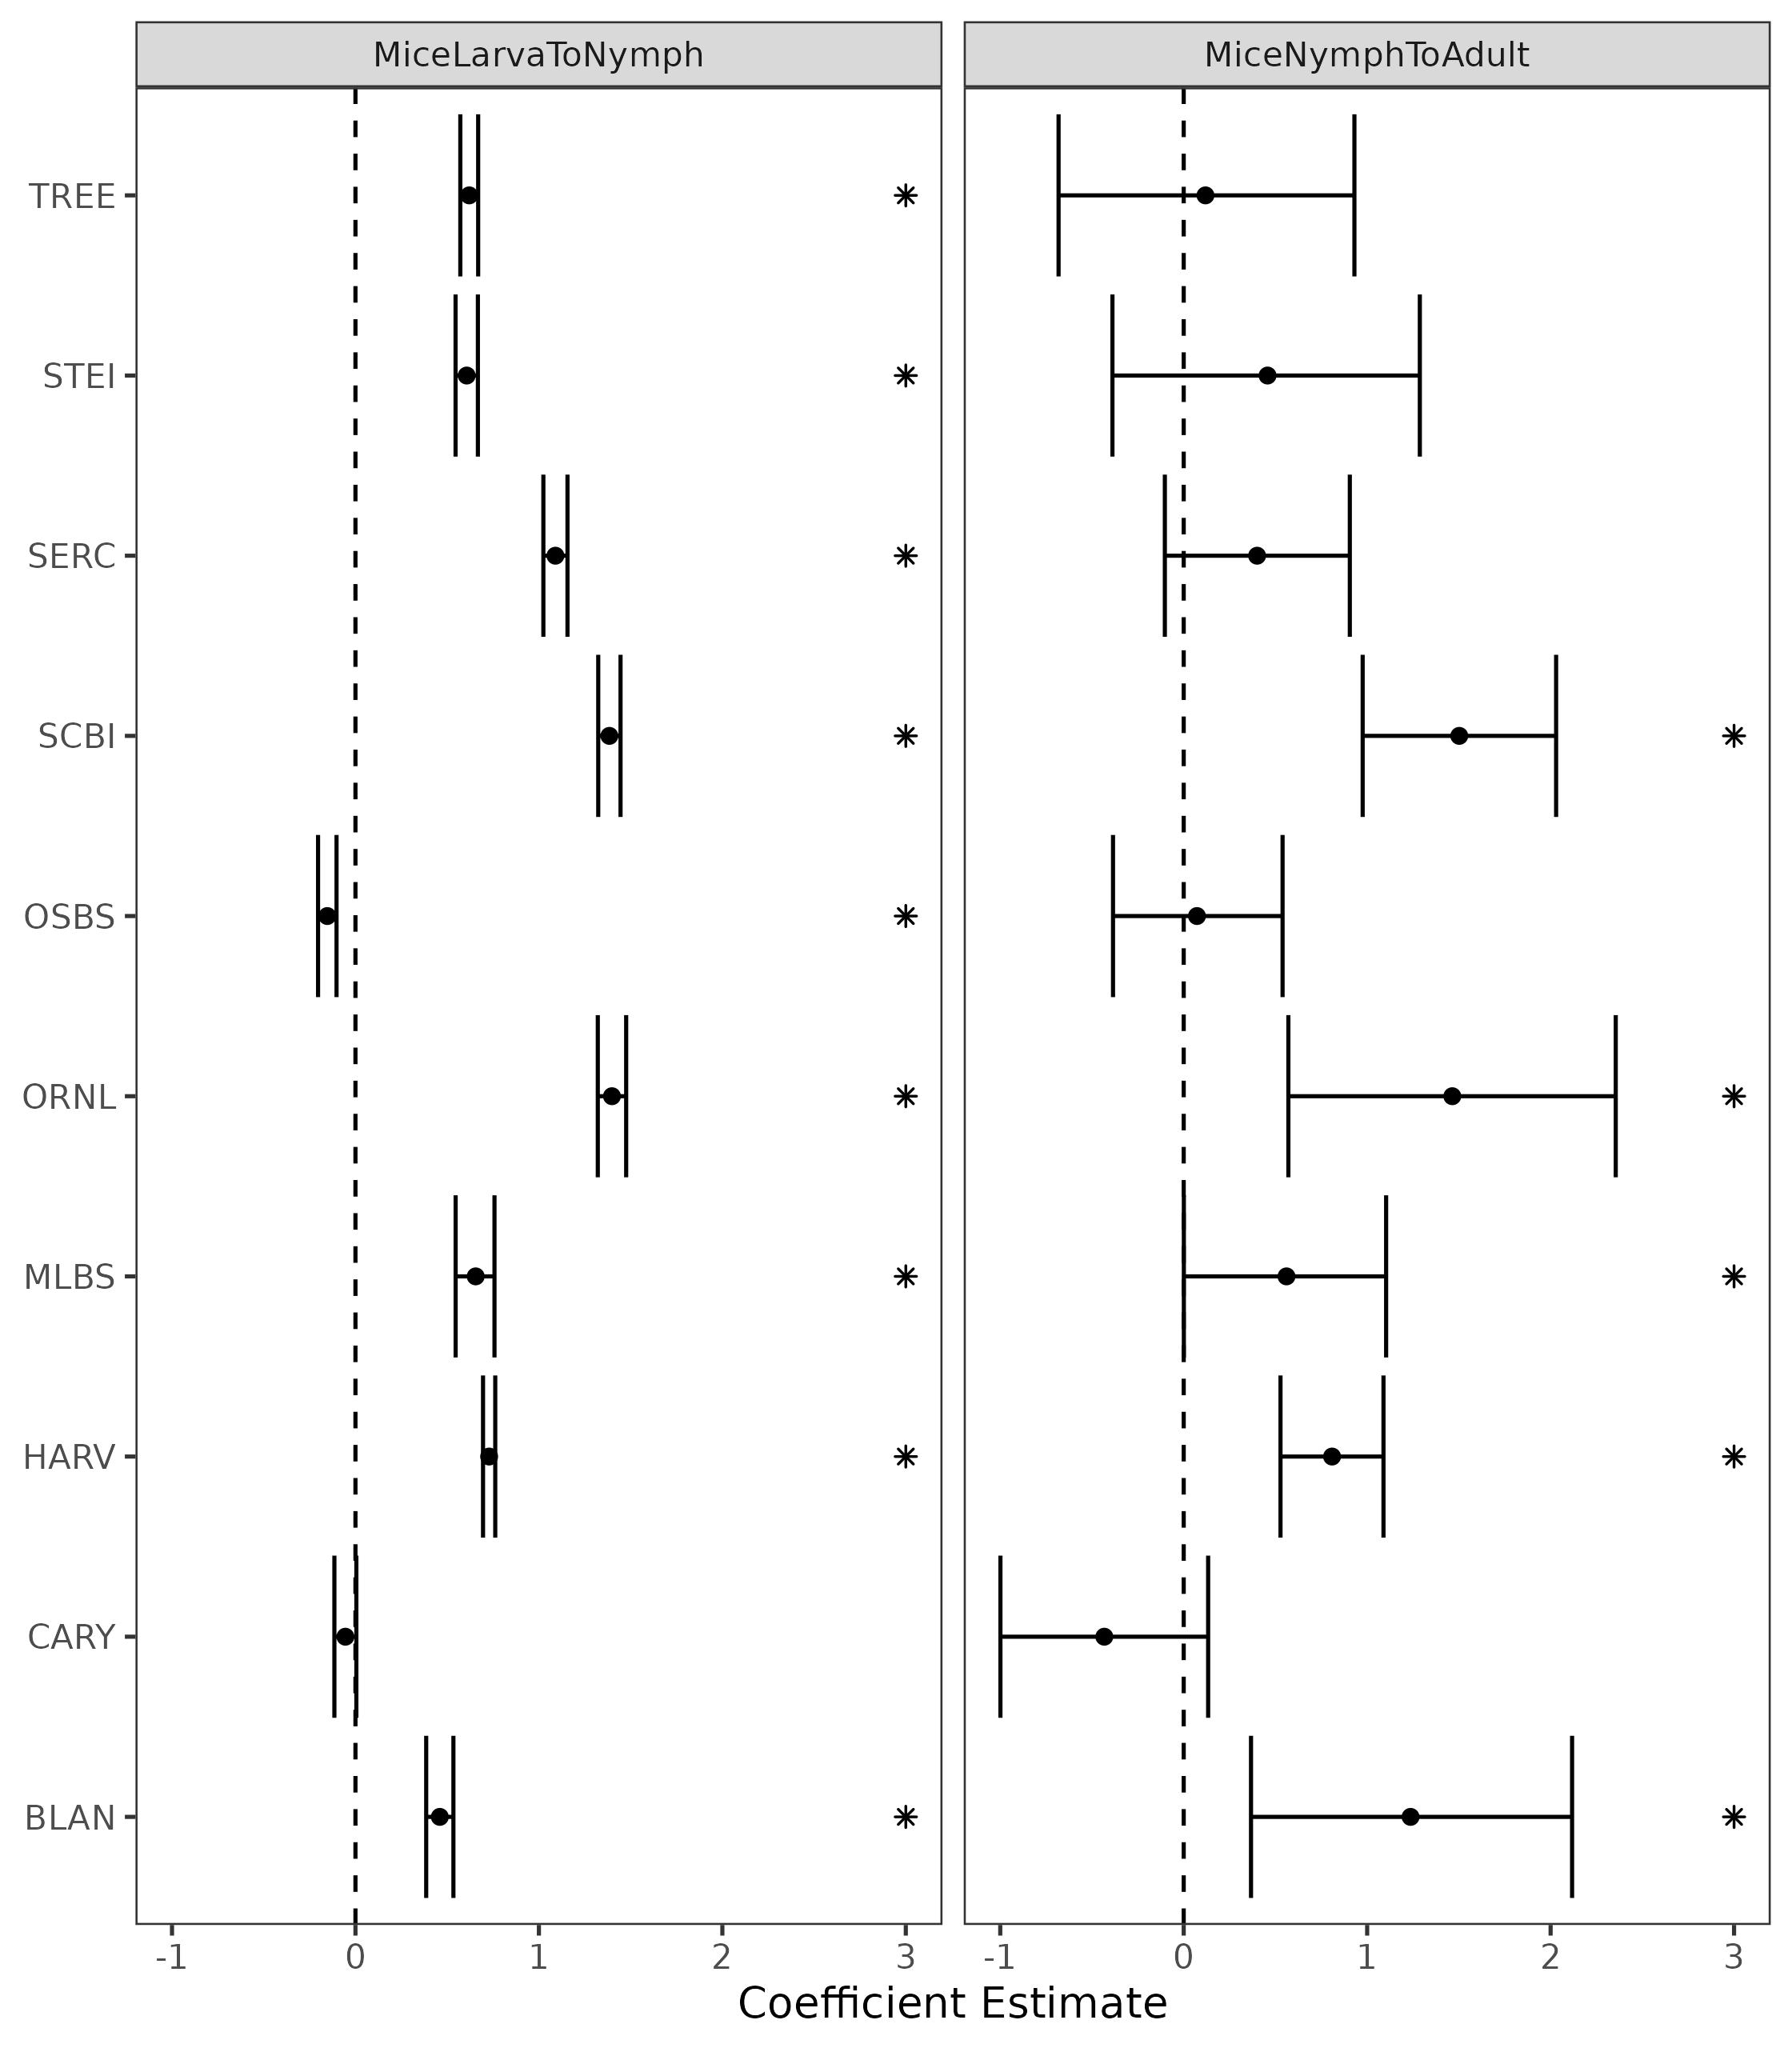 MiceLarvaToNymph MiceNymphToAdult
TREE
STEI
SERC
SCBI
OSBS
ORNL
MLBS
HARV
CARY
BLAN
-1 0 1 2 3 -1 0 1 2 3
Coefficient Estimate